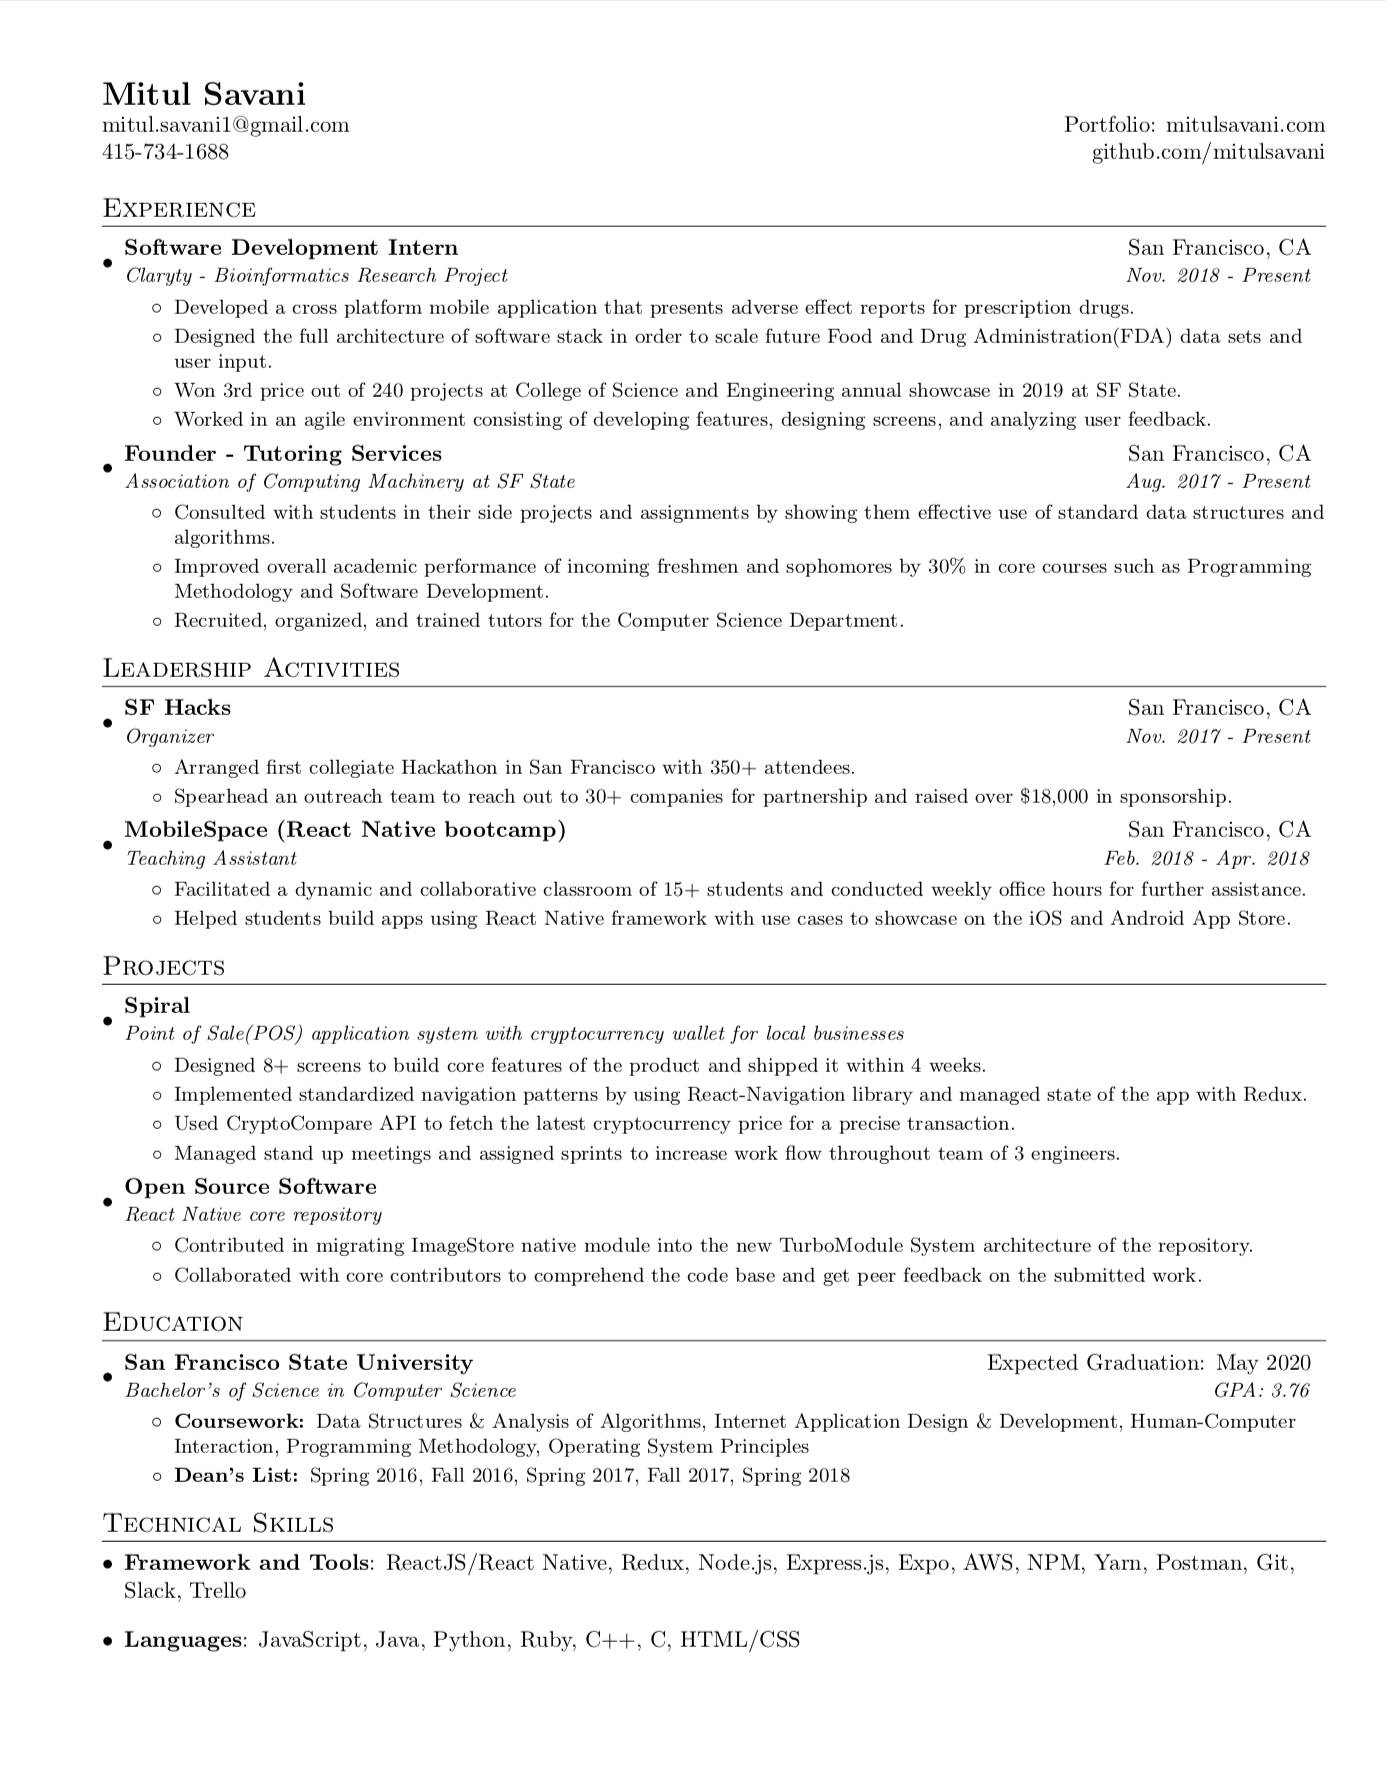 Mitul Savani
mitul.savani1@gmail.com Portfolio: mitulsavani.com
415-734-1688 github.com/mitulsavani
Experience
• Software Development Intern San Francisco, CA
Claryty - Bioinformatics Research Project Nov. 2018 - Present
◦ Developed a cross platform mobile application that presents adverse effect reports for prescription drugs.
◦ Designed the full architecture of software stack in order to scale future Food and Drug Administration(FDA) data sets and
user input.
◦ Won 3rd price out of 240 projects at College of Science and Engineering annual showcase in 2019 at SF State.
◦ Worked in an agile environment consisting of developing features, designing screens, and analyzing user feedback.
• Founder - Tutoring Services San Francisco, CA
Association of Computing Machinery at SF State Aug. 2017 - Present
◦ Consulted with students in their side projects and assignments by showing them effective use of standard data structures and
algorithms.
◦ Improved overall academic performance of incoming freshmen and sophomores by 30% in core courses such as Programming
Methodology and Software Development.
◦ Recruited, organized, and trained tutors for the Computer Science Department.
Leadership Activities
• SF Hacks San Francisco, CA
Organizer Nov. 2017 - Present
◦ Arranged first collegiate Hackathon in San Francisco with 350+ attendees.
◦ Spearhead an outreach team to reach out to 30+ companies for partnership and raised over $18,000 in sponsorship.
• MobileSpace (React Native bootcamp) San Francisco, CA
Teaching Assistant Feb. 2018 - Apr. 2018
◦ Facilitated a dynamic and collaborative classroom of 15+ students and conducted weekly office hours for further assistance.
◦ Helped students build apps using React Native framework with use cases to showcase on the iOS and Android App Store.
Projects
• Spiral
Point of Sale(POS) application system with cryptocurrency wallet for local businesses
◦ Designed 8+ screens to build core features of the product and shipped it within 4 weeks.
◦ Implemented standardized navigation patterns by using React-Navigation library and managed state of the app with Redux.
◦ Used CryptoCompare API to fetch the latest cryptocurrency price for a precise transaction.
◦ Managed stand up meetings and assigned sprints to increase work flow throughout team of 3 engineers.
• Open Source Software
React Native core repository
◦ Contributed in migrating ImageStore native module into the new TurboModule System architecture of the repository.
◦ Collaborated with core contributors to comprehend the code base and get peer feedback on the submitted work.
Education
• San Francisco State University Expected Graduation: May 2020
Bachelor's of Science in Computer Science GPA: 3.76
◦ Coursework: Data Structures & Analysis of Algorithms, Internet Application Design & Development, Human-Computer
Interaction, Programming Methodology, Operating System Principles
◦ Dean's List: Spring 2016, Fall 2016, Spring 2017, Fall 2017, Spring 2018
Technical Skills
• Framework and Tools: ReactJS/React Native, Redux, Node.js, Express.js, Expo, AWS, NPM, Yarn, Postman, Git,
Slack, Trello
• Languages: JavaScript, Java, Python, Ruby, C++, C, HTML/CSS